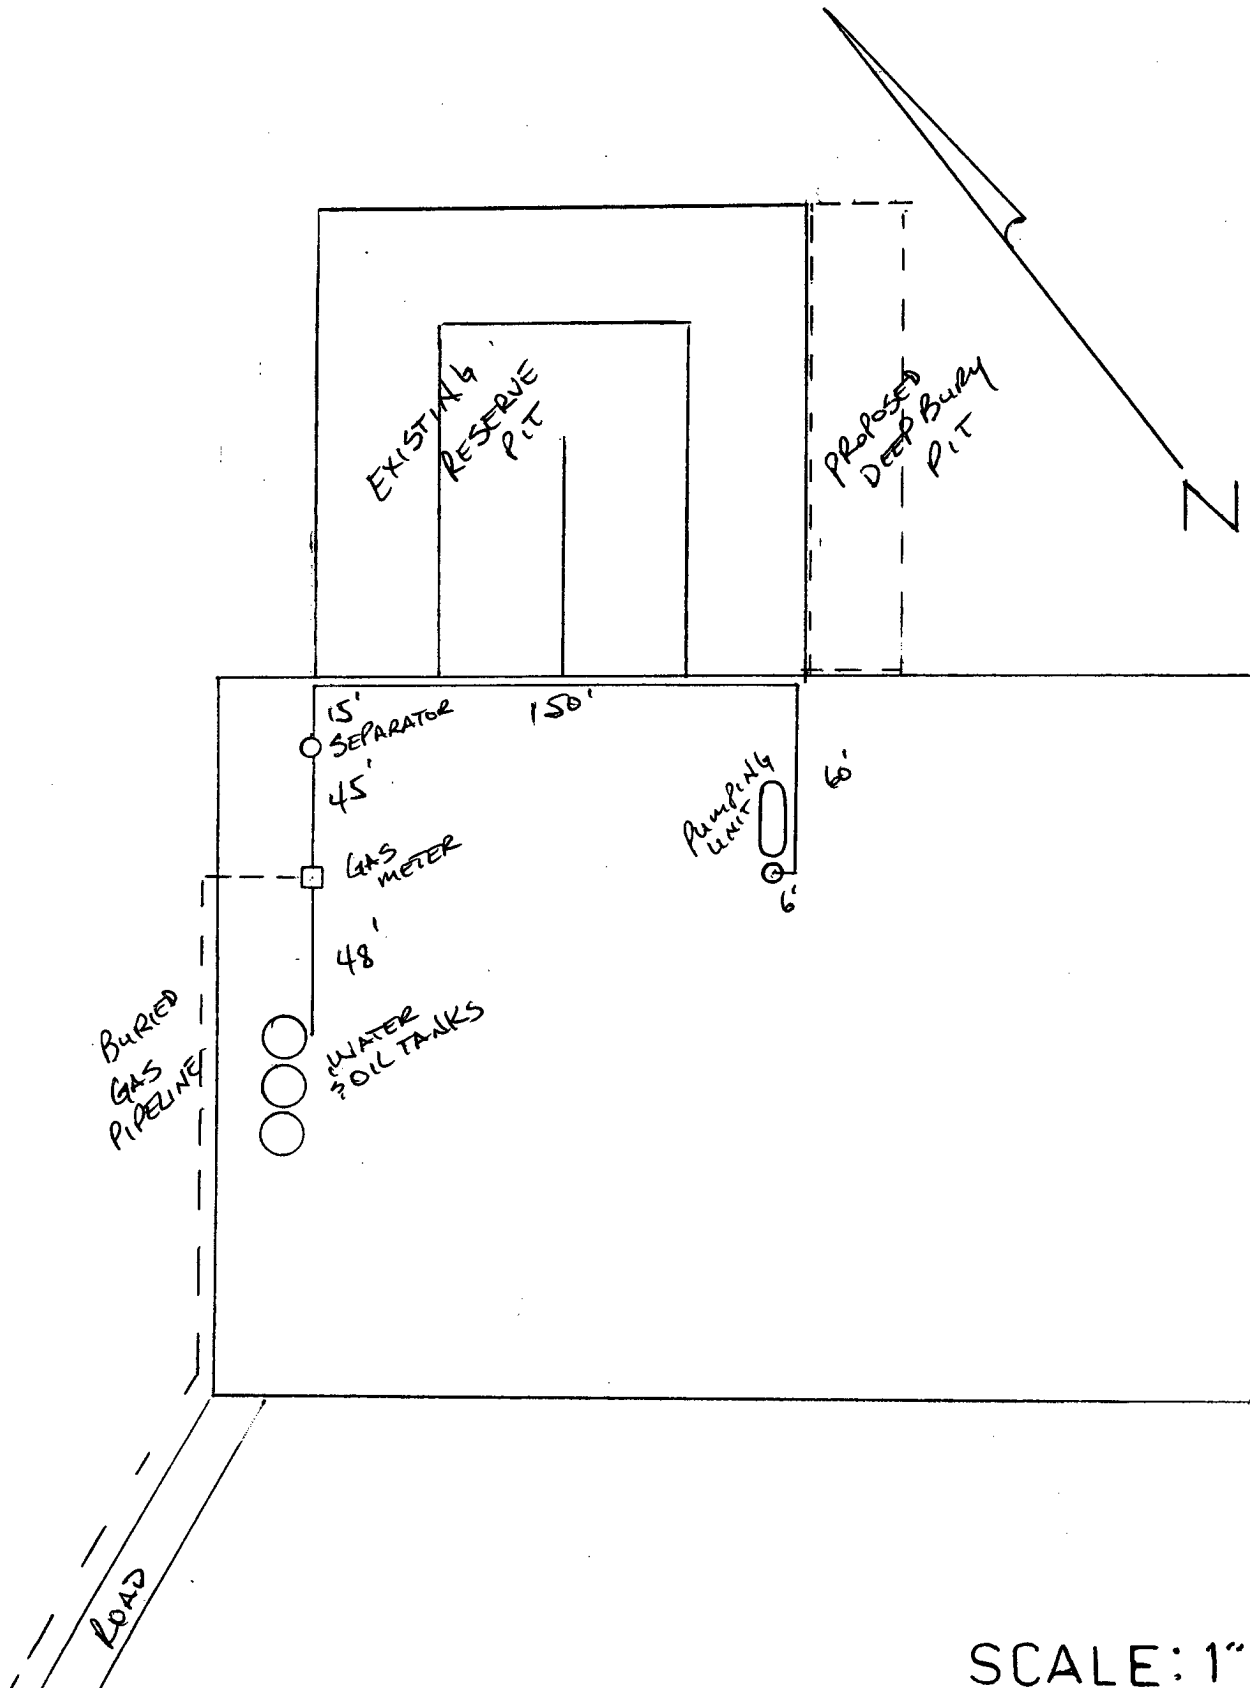 EXISTING
RESERVE
PIT
PROPOSED
DEEP BURY
PIT
N
15'
SEPARATOR
150'
45'
60'
PUMPING
UNIT
GAS
METER
6'
48'
WATER
& OIL TANKS
BURIED
GAS
PIPELINE
ROAD
SCALE: 1"